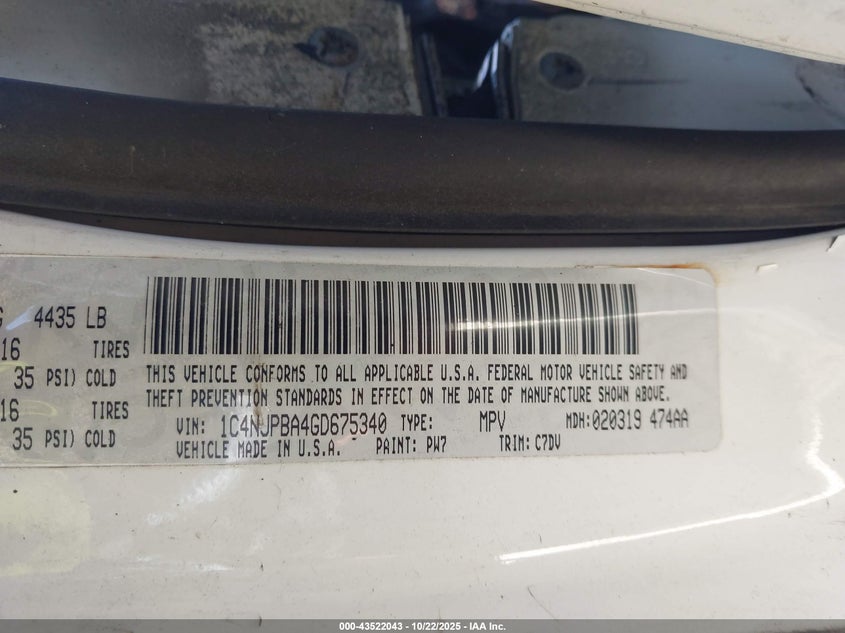 G 4435 LB
16 TIRES
35 PSI) COLD
16 TIRES
35 PSI) COLD
THIS VEHICLE CONFORMS TO ALL APPLICABLE U.S.A. FEDERAL MOTOR VEHICLE SAFETY AND
THEFT PREVENTION STANDARDS IN EFFECT ON THE DATE OF MANUFACTURE SHOWN ABOVE.
VIN: 1C4NJPBA4GD675340 TYPE: MPV MDH:020319 474AA
VEHICLE MADE IN U.S.A. PAINT: PW7 TRIM: C7DV
000-43522043 - 10/22/2025 - IAA Inc.